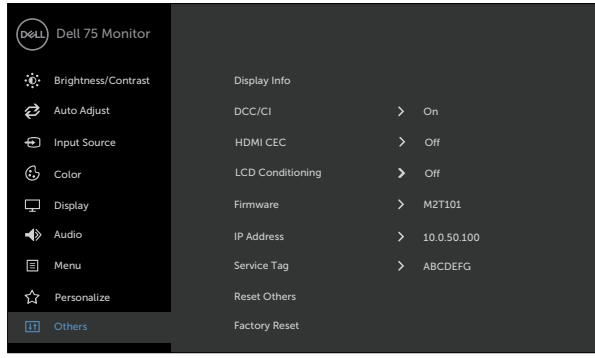 DELL Dell 75 Monitor
Brightness/Contrast Display Info
Auto Adjust DCC/CI > On
Input Source HDMI CEC > Off
Color LCD Conditioning > Off
Display Firmware > M2T101
Audio IP Address > 10.0.50.100
Menu Service Tag > ABCDEFG
Personalize Reset Others
Others Factory Reset